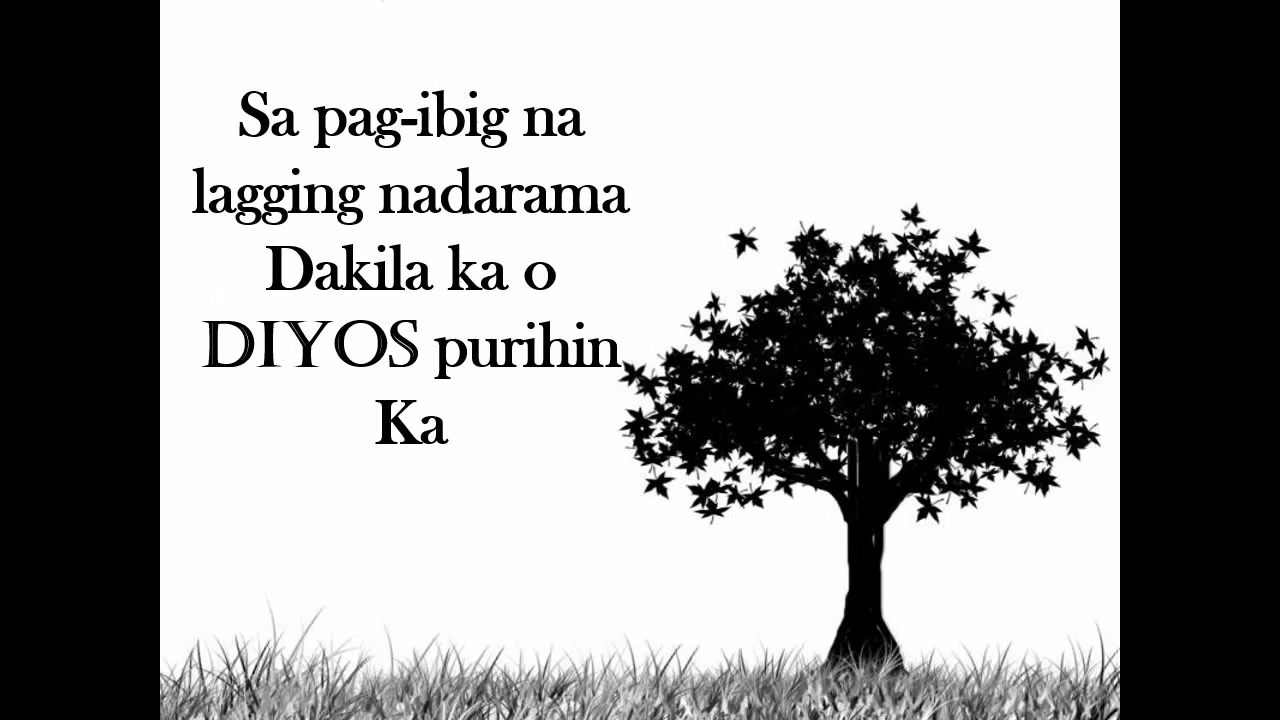 Sa pag-ibig na
lagging nadarama
Dakila ka o
DIYOS purihin
Ka